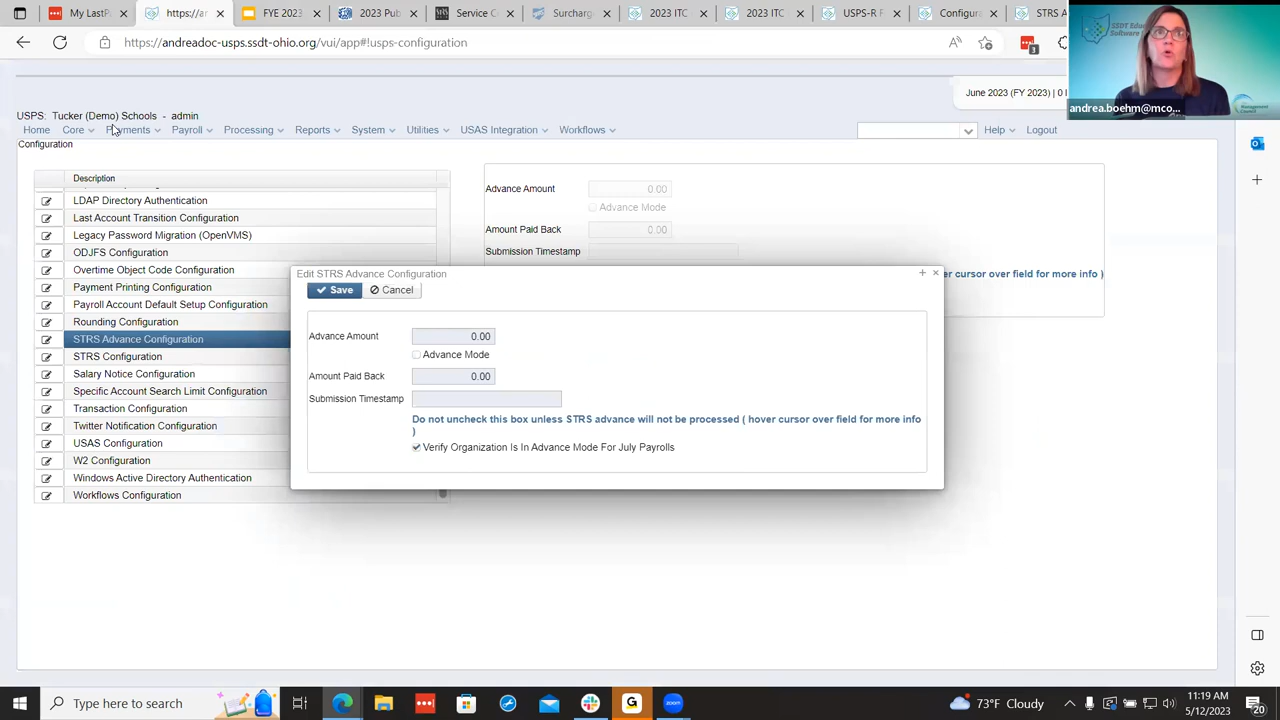 My LastP
https://a
FYE 2023
2023 Pub
Service C
Surcharg
2023 ITC
2023 ITC
USPS-R F
Configur
STRS A
https://andreadoc-usps.ssdt-ohio.org/vui/app#!usps-configuration
3
andrea.boehm@mco...
June 2023 (FY 2023) | 0
USPS: Tucker (Demo) Schools - admin
Home Core Payments Payroll Processing Reports System Utilities USAS Integration Workflows Help Logout
Configuration
Description
LDAP Directory Authentication
Last Account Transition Configuration
Legacy Password Migration (OpenVMS)
ODJFS Configuration
Overtime Object Code Configuration
Payment Printing Configuration
Payroll Account Default Setup Configuration
Rounding Configuration
STRS Advance Configuration
STRS Configuration
Salary Notice Configuration
Specific Account Search Limit Configuration
Transaction Configuration
Twitter Notification Configuration
USAS Configuration
W2 Configuration
Windows Active Directory Authentication
Workflows Configuration
Advance Amount 0.00
Advance Mode
Amount Paid Back 0.00
Submission Timestamp
er cursor over field for more info )
Edit STRS Advance Configuration
Save Cancel
Advance Amount 0.00
Advance Mode
Amount Paid Back 0.00
Submission Timestamp
Do not uncheck this box unless STRS advance will not be processed ( hover cursor over field for more info
)
Verify Organization Is In Advance Mode For July Payrolls
Type here to search
zoom
73°F Cloudy
11:19 AM
5/12/2023
20